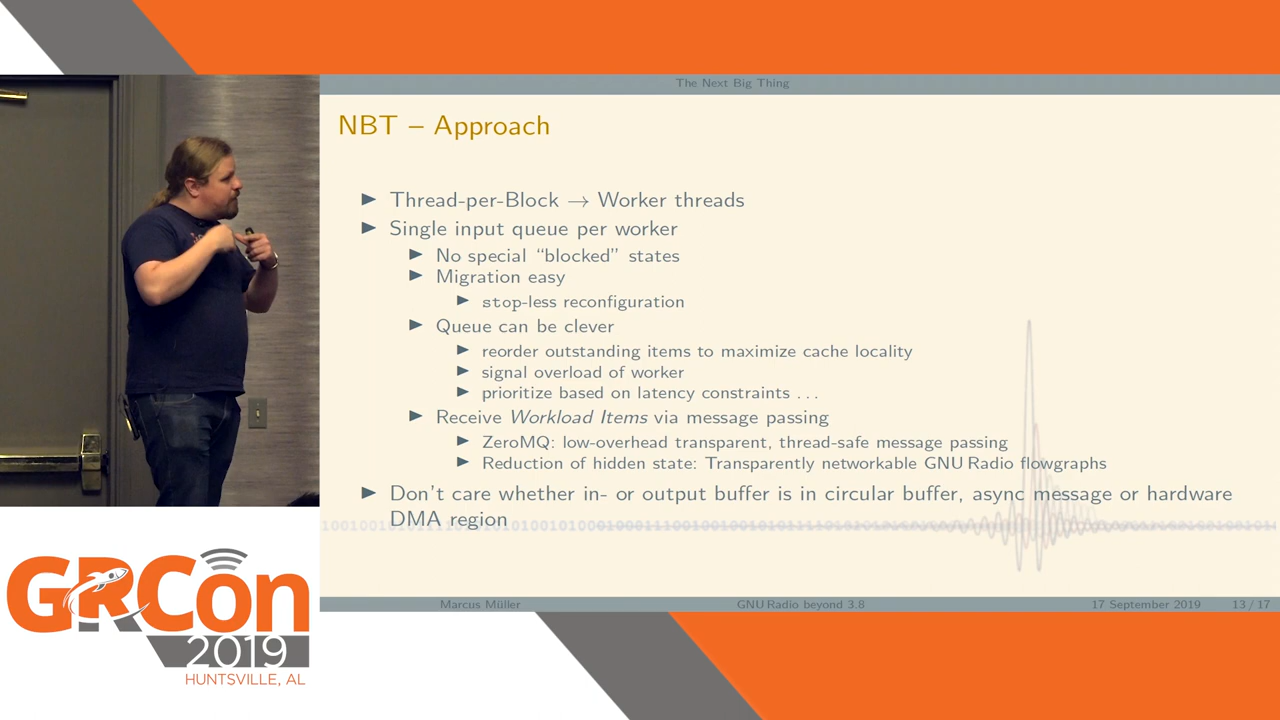 The Next Big Thing
NBT – Approach
Thread-per-Block → Worker threads
Single input queue per worker
No special “blocked” states
Migration easy
stop-less reconfiguration
Queue can be clever
reorder outstanding items to maximize cache locality
signal overload of worker
prioritize based on latency constraints . . .
Receive Workload Items via message passing
ZeroMQ: low-overhead transparent, thread-safe message passing
Reduction of hidden state: Transparently networkable GNU Radio flowgraphs
Don't care whether in- or output buffer is in circular buffer, async message or hardware
DMA region
Marcus Müller GNU Radio beyond 3.8 17 September 2019 13 / 17
GRCon
2019
HUNTSVILLE, AL